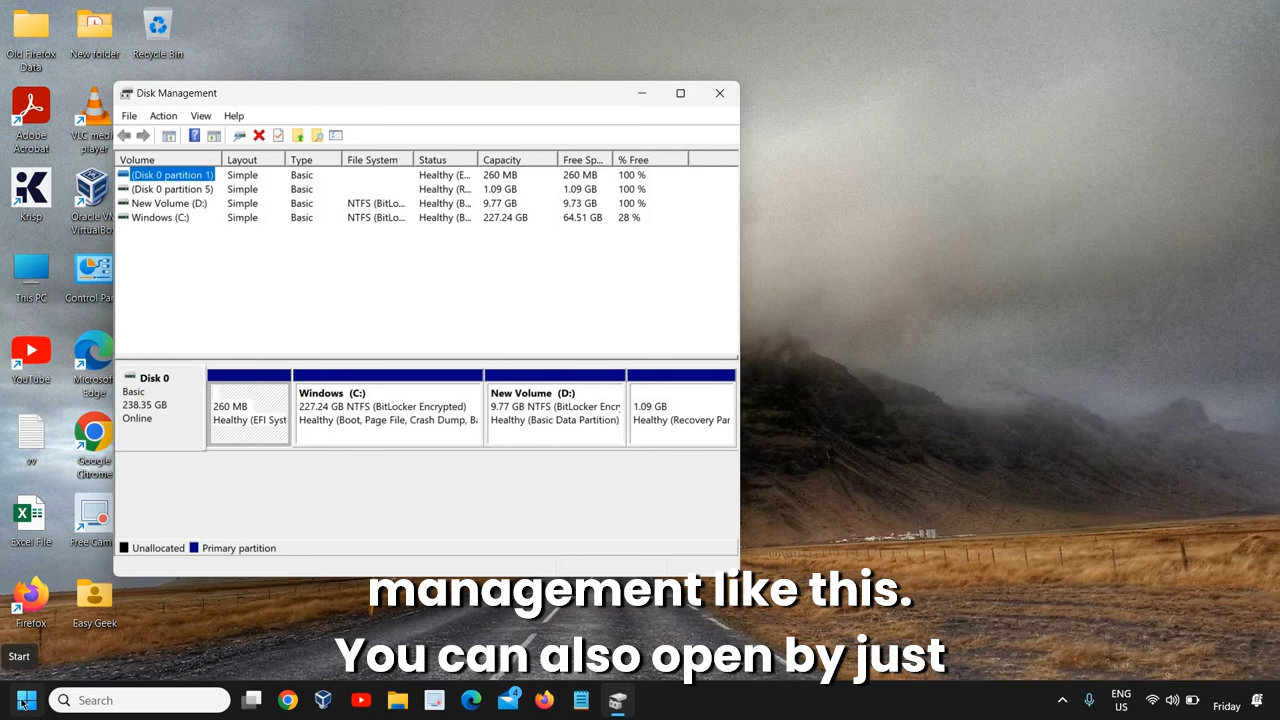 Old Firefox
Data
New folder
Recycle Bin
Adobe
Acrobat
VLC med
player
Krisp
Oracle VM
VirtualBo
This PC
Control Pa
YouTube
Microsof
Edge
vv
Google
Chrome
Excel File
Free Cam
Firefox
Easy Geek
Disk Management
File Action View Help
Volume Layout Type File System Status Capacity Free Sp... % Free
(Disk 0 partition 1) Simple Basic Healthy (E... 260 MB 260 MB 100 %
(Disk 0 partition 5) Simple Basic Healthy (R... 1.09 GB 1.09 GB 100 %
New Volume (D:) Simple Basic NTFS (BitLo... Healthy (B... 9.77 GB 9.73 GB 100 %
Windows (C:) Simple Basic NTFS (BitLo... Healthy (B... 227.24 GB 64.51 GB 28 %
Disk 0
Basic
238.35 GB
Online
260 MB
Healthy (EFI Syst
Windows (C:)
227.24 GB NTFS (BitLocker Encrypted)
Healthy (Boot, Page File, Crash Dump, Ba
New Volume (D:)
9.77 GB NTFS (BitLocker Encry
Healthy (Basic Data Partition)
1.09 GB
Healthy (Recovery Par
Unallocated Primary partition
management like this.
You can also open by just
Start
Search
4
ENG
US
Friday